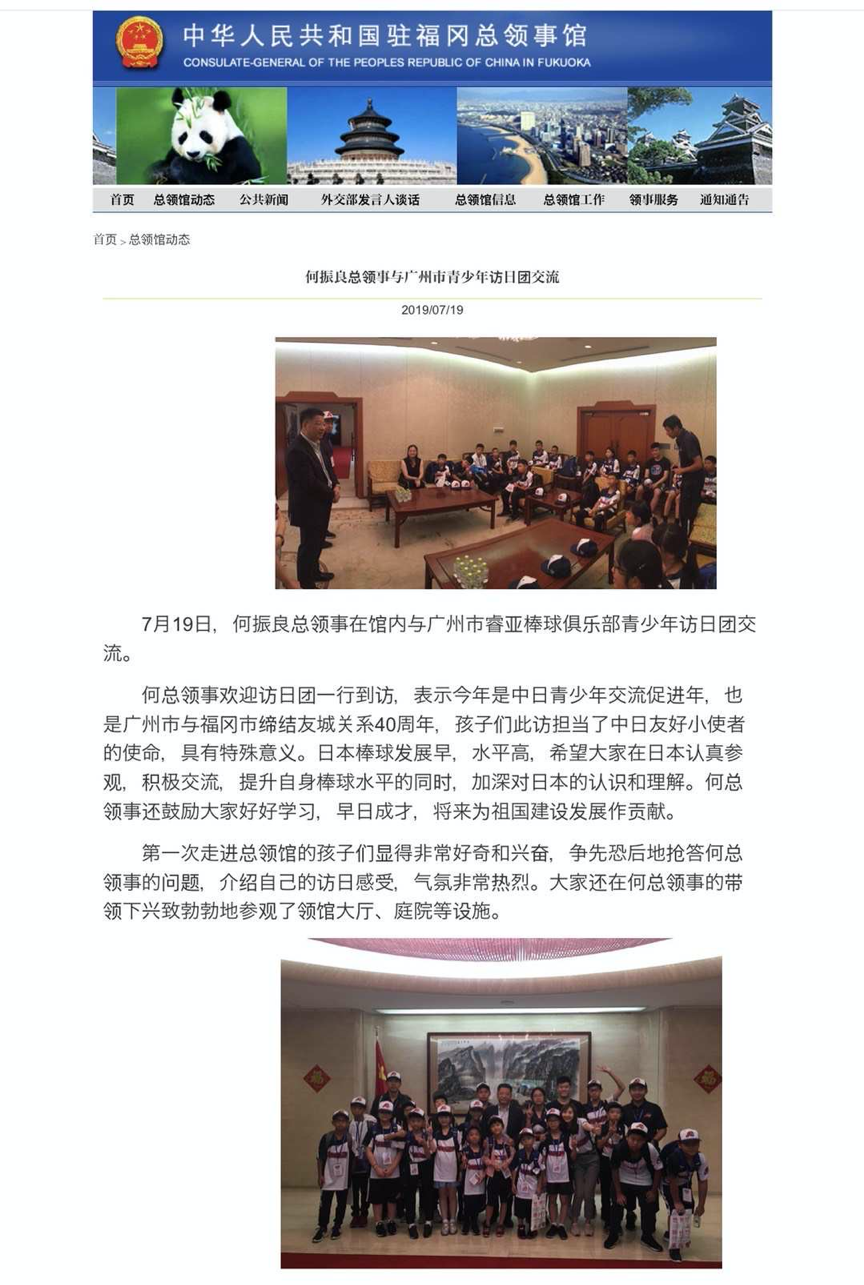 中华人民共和国驻福冈总领事馆
CONSULATE-GENERAL OF THE PEOPLES REPUBLIC OF CHINA IN FUKUOKA
首页 总领馆动态 公共新闻 外交部发言人谈话 总领馆信息 总领馆工作 领事服务 通知通告
首页 > 总领馆动态
何振良总领事与广州市青少年访日团交流
2019/07/19
7月19日，何振良总领事在馆内与广州市睿亚棒球俱乐部青少年访日团交
流。
何总领事欢迎访日团一行到访，表示今年是中日青少年交流促进年，也
是广州市与福冈市缔结友城关系40周年，孩子们此访担当了中日友好小使者
的使命，具有特殊意义。日本棒球发展早，水平高，希望大家在日本认真参
观，积极交流，提升自身棒球水平的同时，加深对日本的认识和理解。何总
领事还鼓励大家好好学习，早日成才，将来为祖国建设发展作贡献。
第一次走进总领馆的孩子们显得非常好奇和兴奋，争先恐后地抢答何总
领事的问题，介绍自己的访日感受，气氛非常热烈。大家还在何总领事的带
领下兴致勃勃地参观了领馆大厅、庭院等设施。
福
福